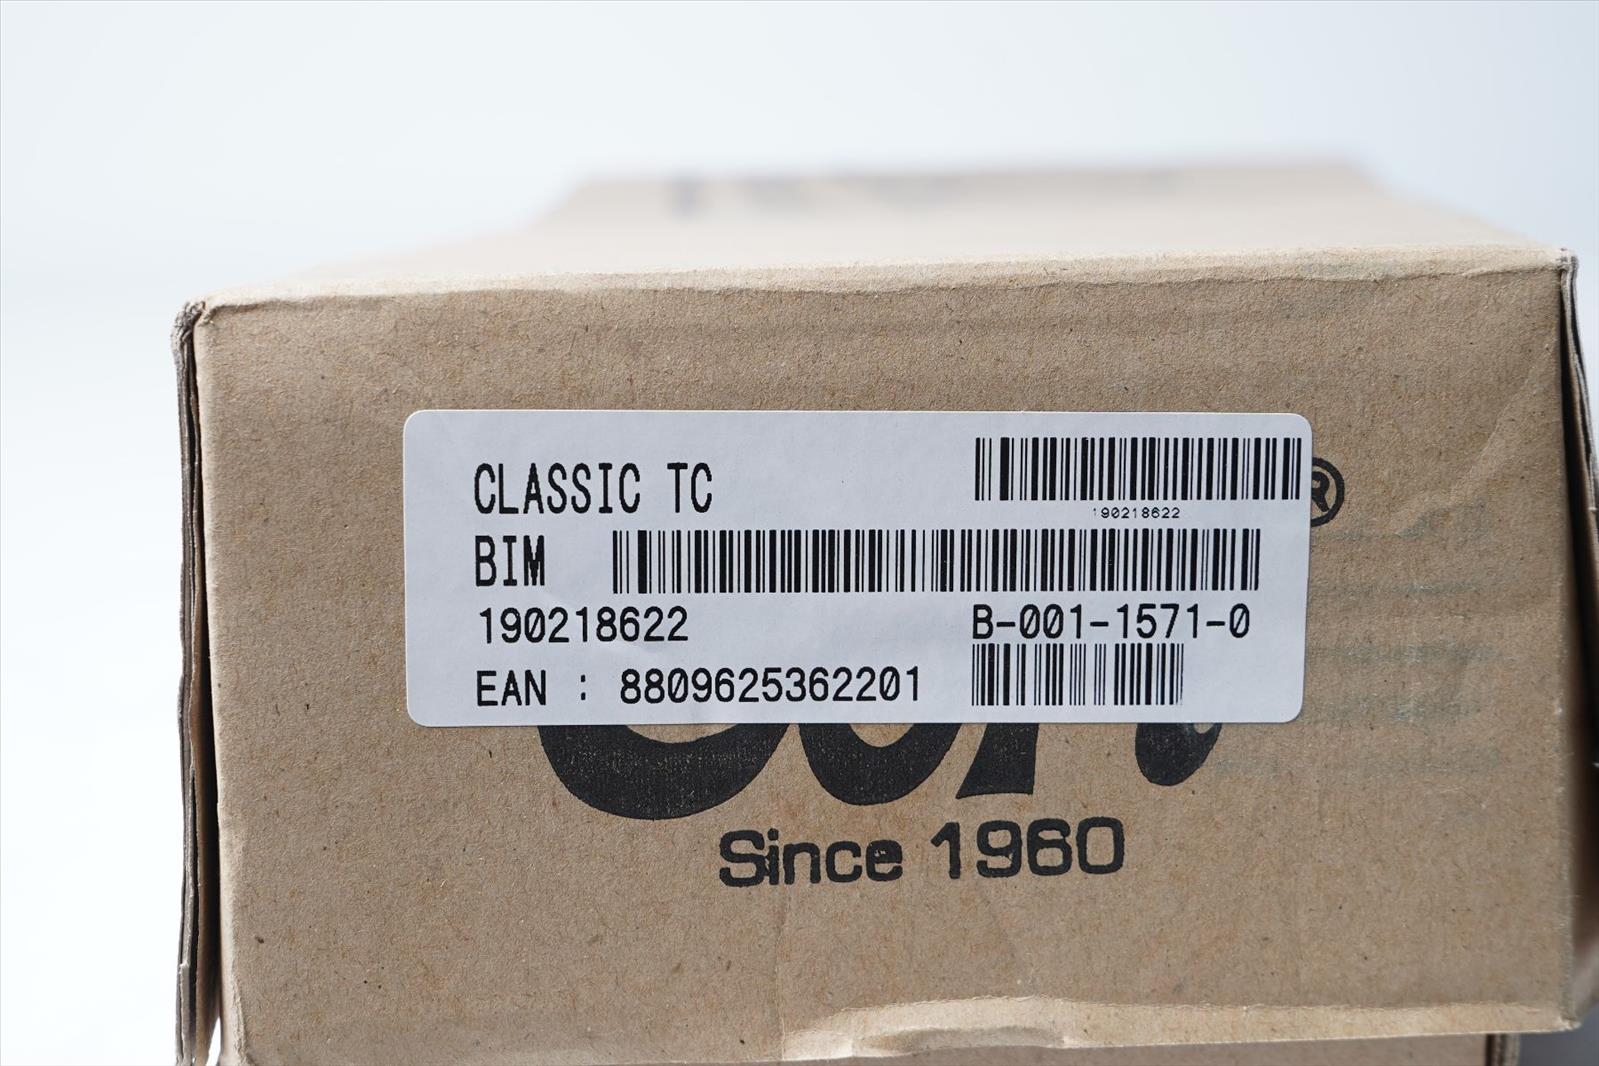 CLASSIC TC
190218622
BIM
190218622
B-001-1571-0
EAN : 8809625362201
®
Since 1960